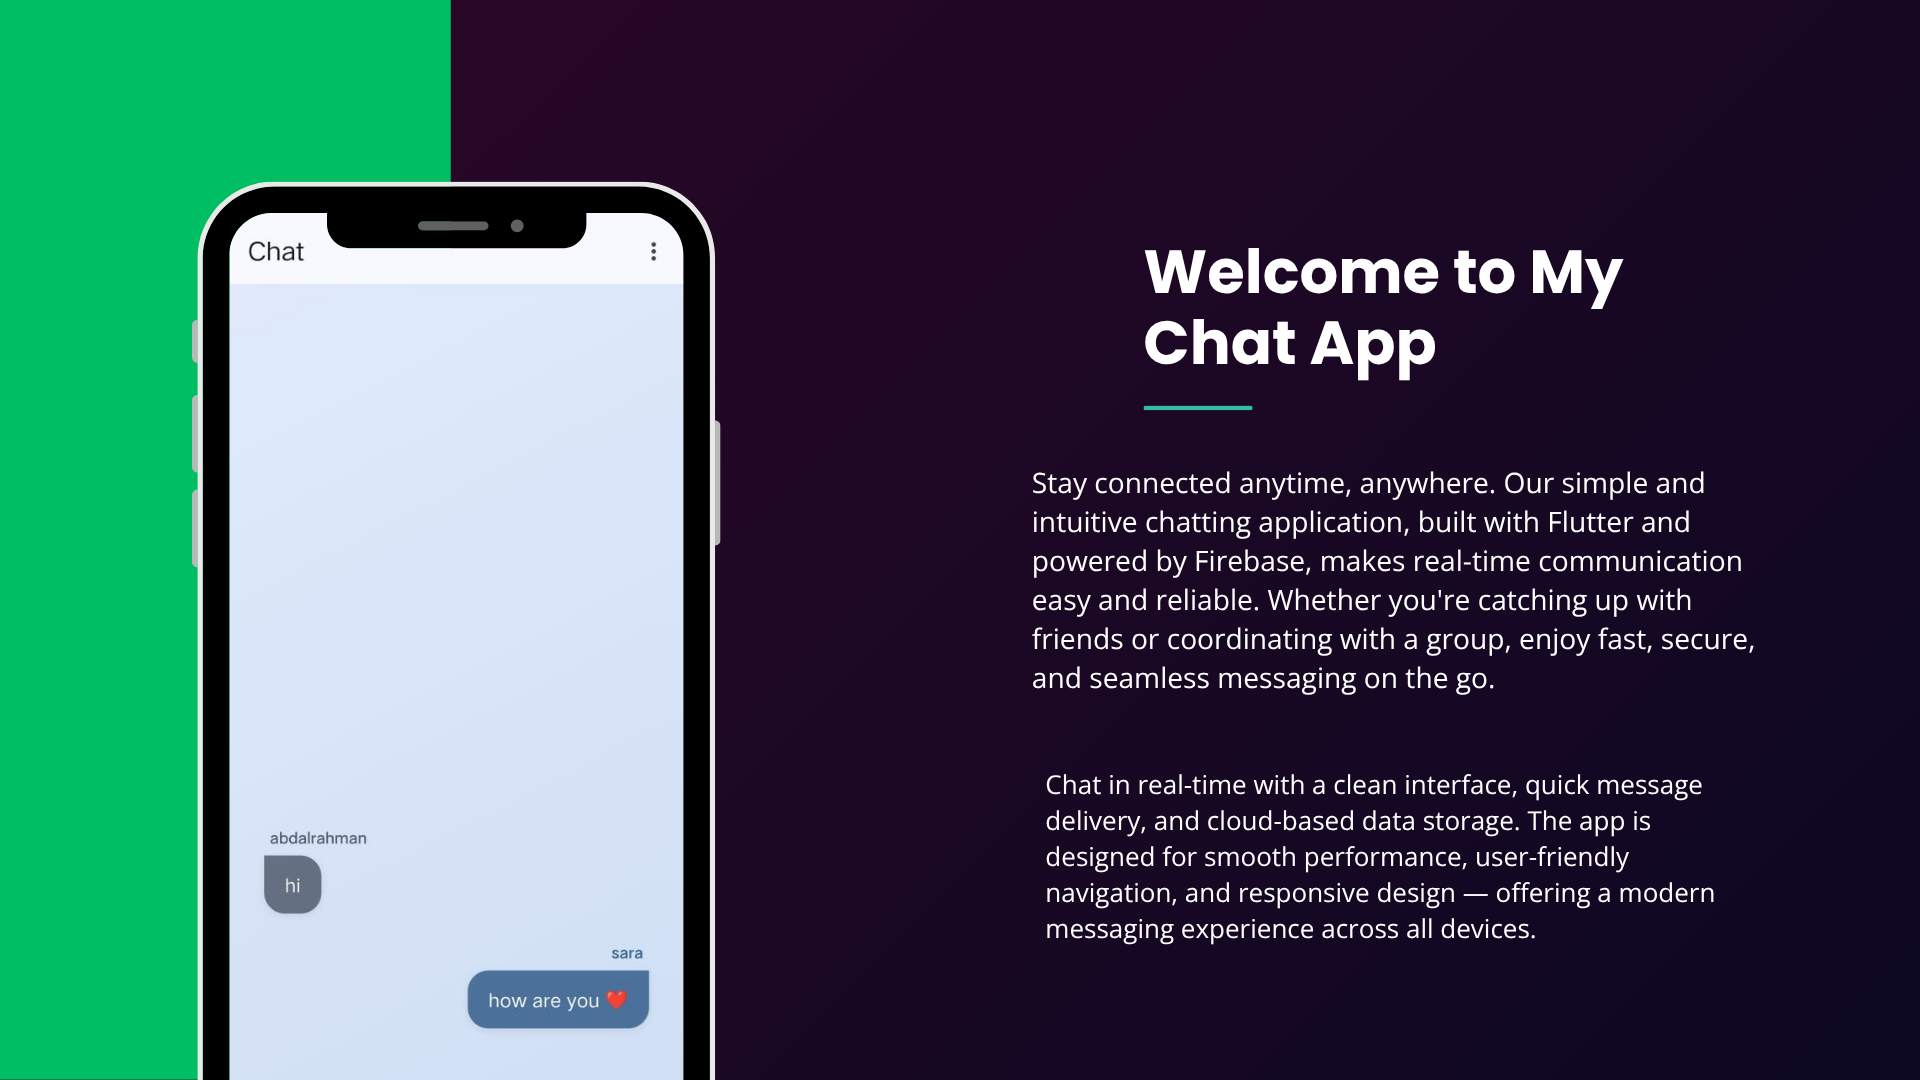 Chat
abdalrahman
hi
sara
how are you ❤️
Welcome to My
Chat App
Stay connected anytime, anywhere. Our simple and
intuitive chatting application, built with Flutter and
powered by Firebase, makes real-time communication
easy and reliable. Whether you're catching up with
friends or coordinating with a group, enjoy fast, secure,
and seamless messaging on the go.
Chat in real-time with a clean interface, quick message
delivery, and cloud-based data storage. The app is
designed for smooth performance, user-friendly
navigation, and responsive design — offering a modern
messaging experience across all devices.